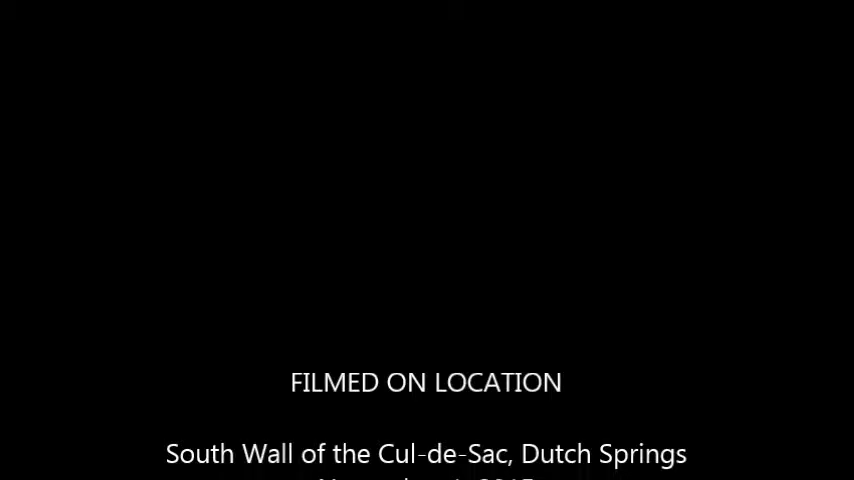 FILMED ON LOCATION
South Wall of the Cul-de-Sac, Dutch Springs